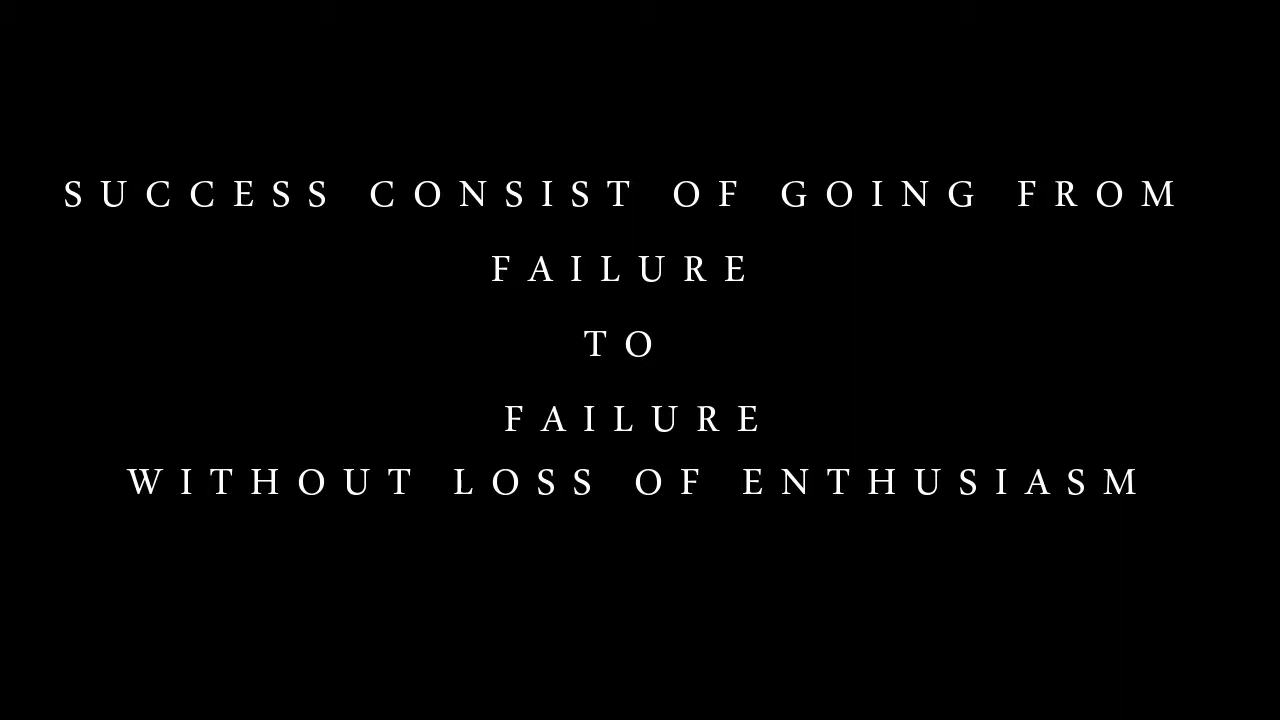 SUCCESS CONSIST OF GOING FROM
FAILURE
TO
FAILURE
WITHOUT LOSS OF ENTHUSIASM